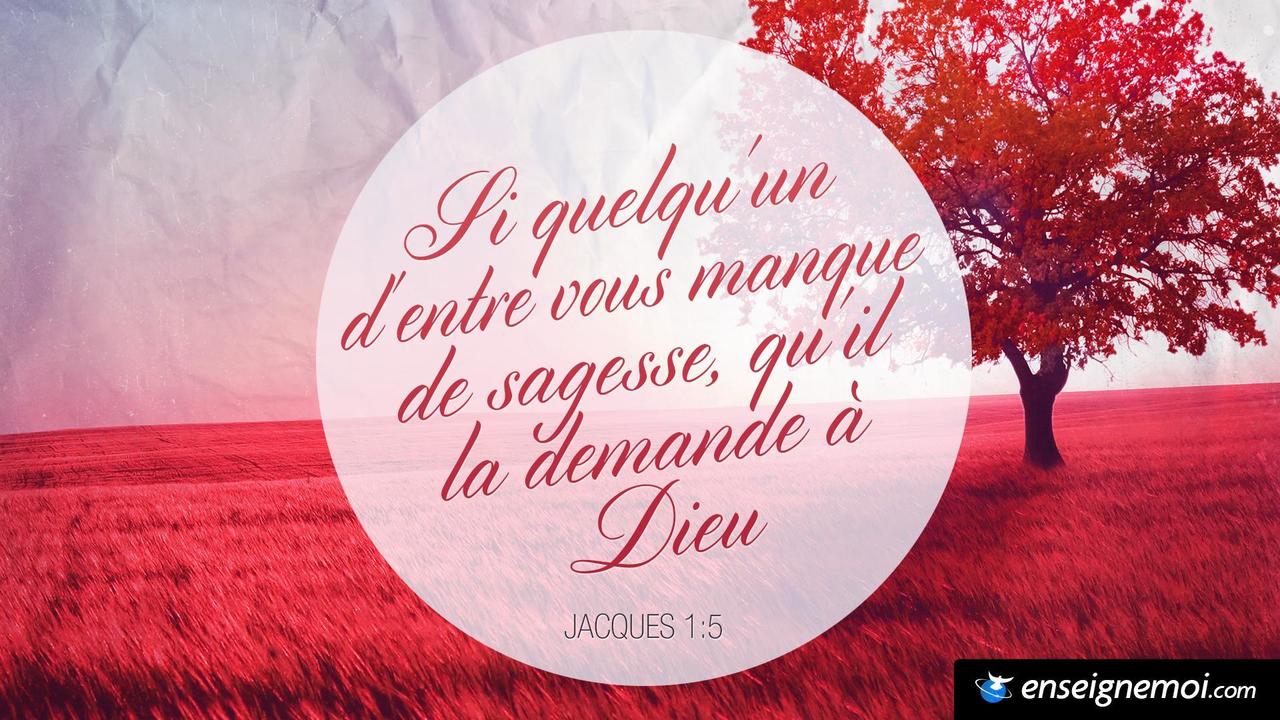 Si quelqu'un
d'entre vous manque
de sagesse, qu'il
la demande à
Dieu
JACQUES 1:5
enseignemoi.com